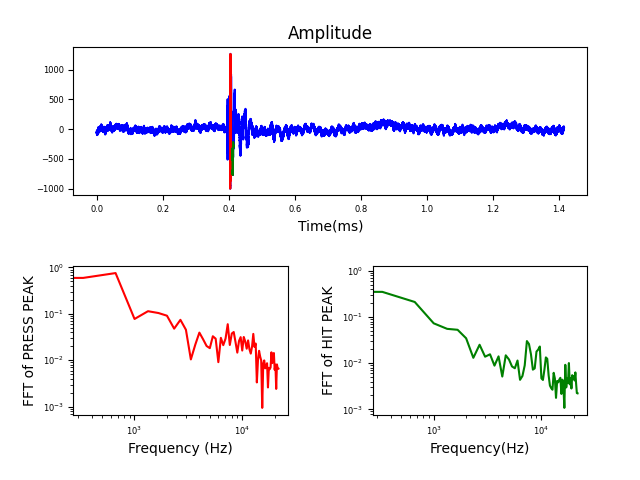 Amplitude
1000
500
0
−500
−1000
0.0 0.2 0.4 0.6 0.8 1.0 1.2 1.4
Time(ms)
FFT of PRESS PEAK
10⁰
10⁻¹
10⁻²
10⁻³
10³ 10⁴
Frequency (Hz)
FFT of HIT PEAK
10⁰
10⁻¹
10⁻²
10⁻³
10³ 10⁴
Frequency(Hz)